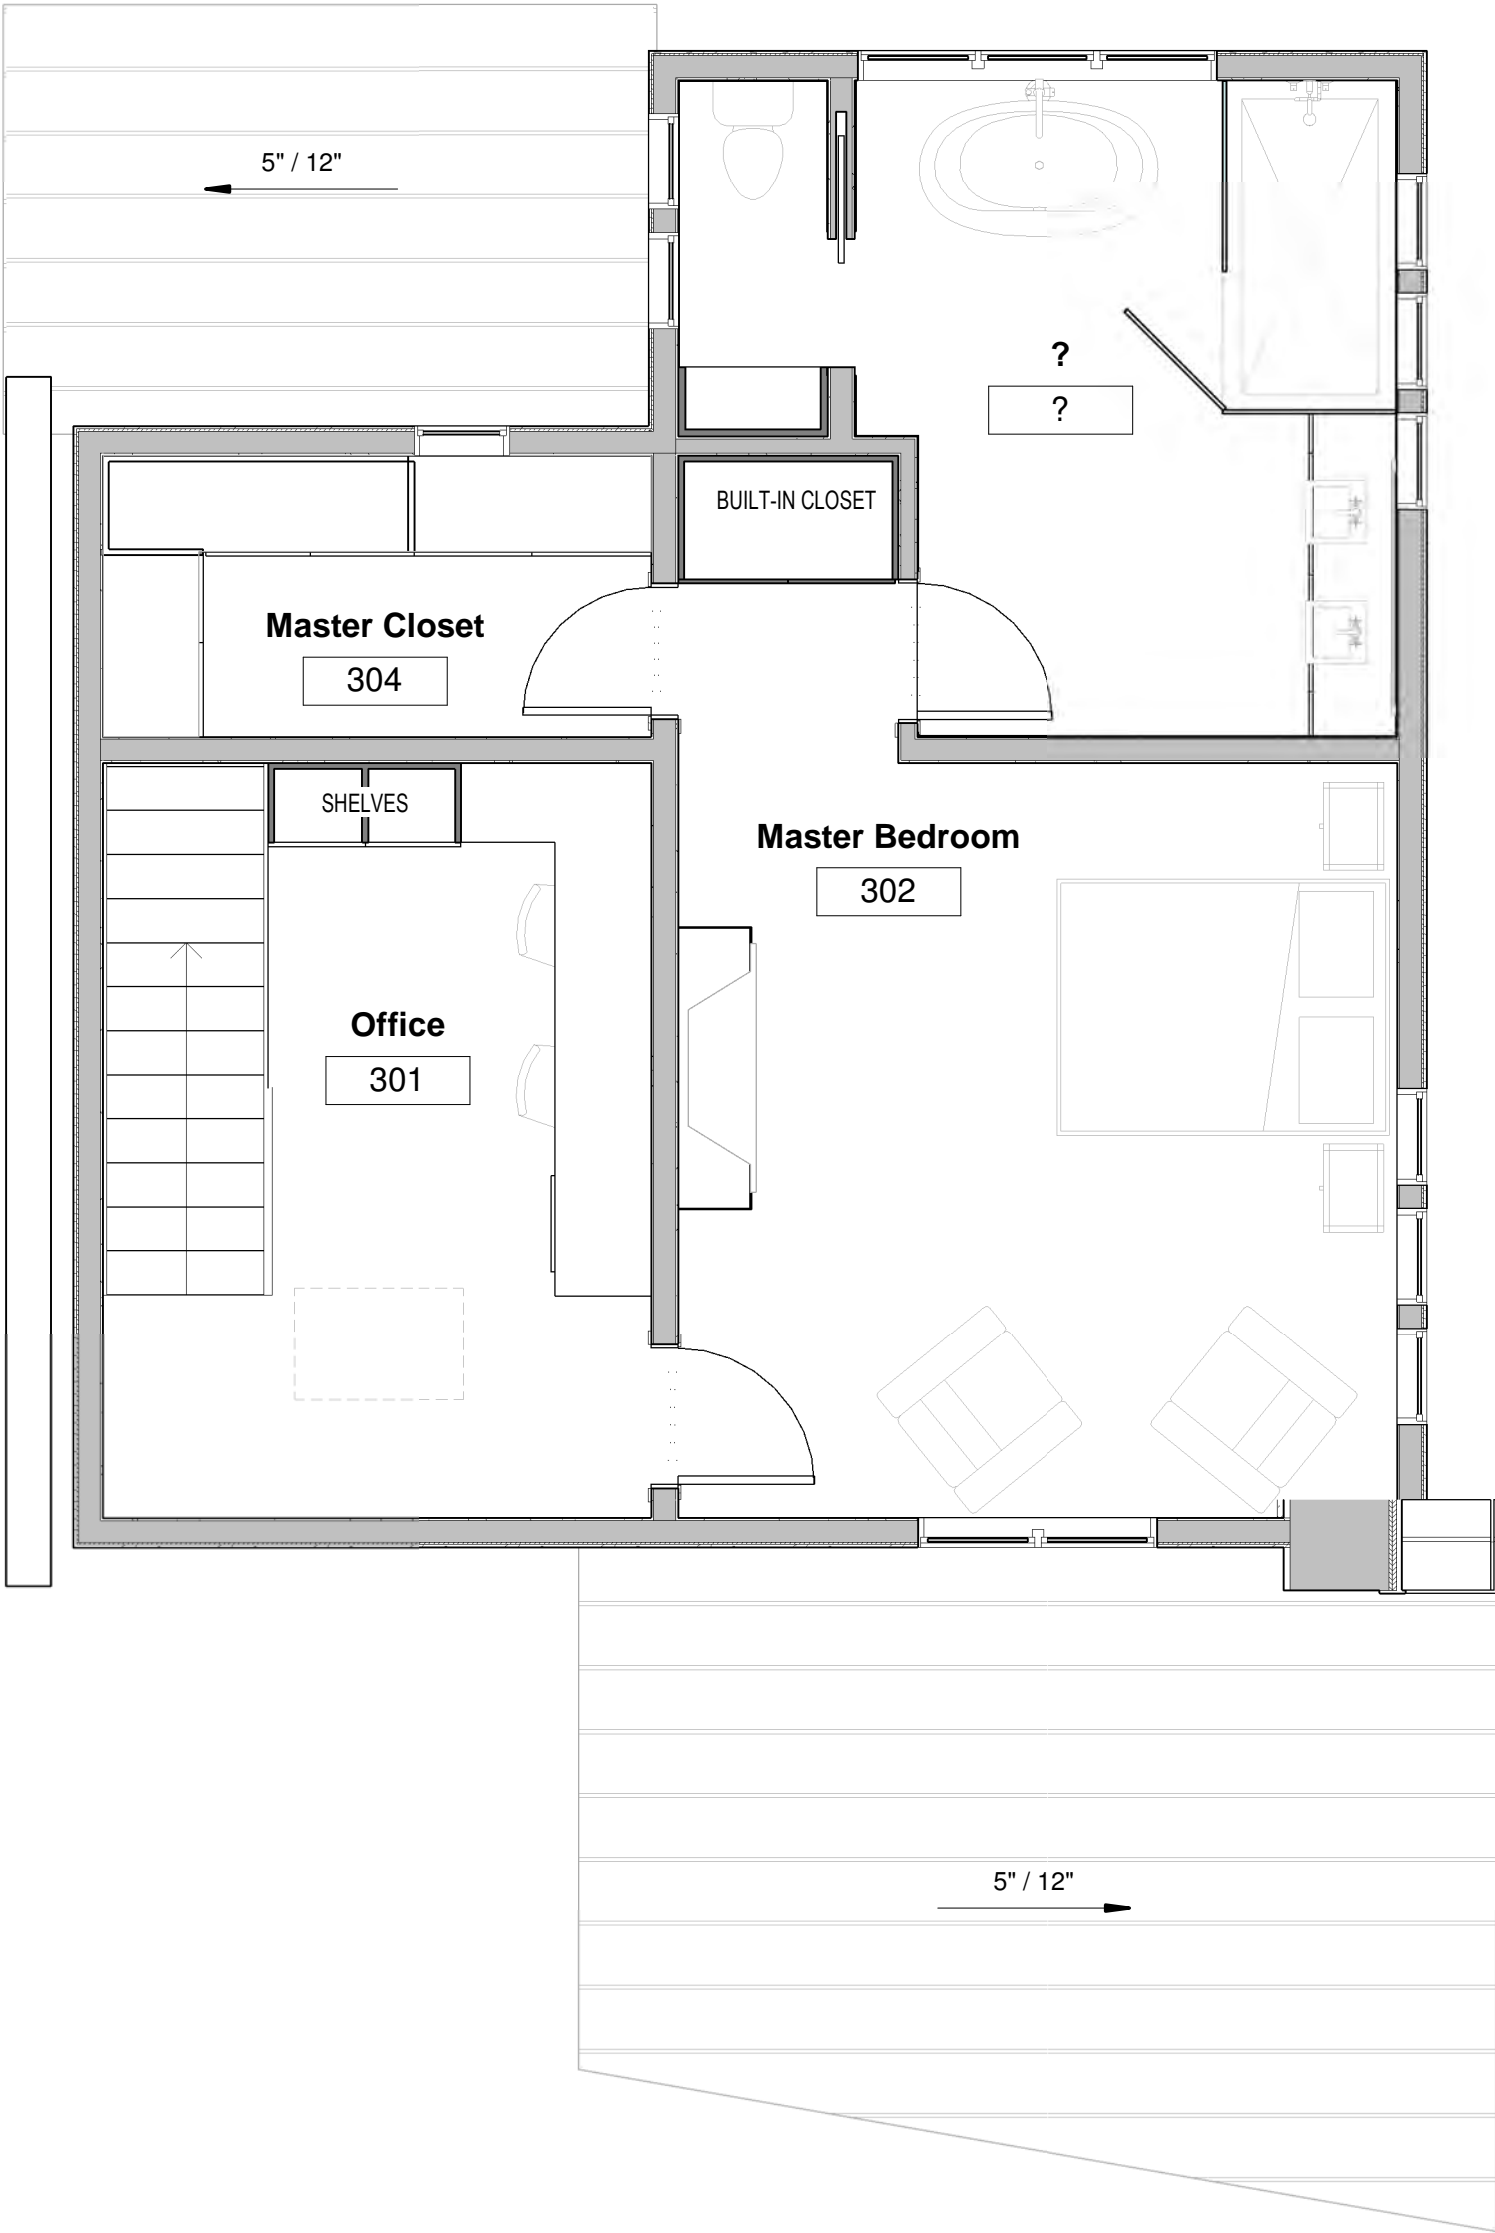 5" / 12"
?
?
BUILT-IN CLOSET
Master Closet
304
SHELVES
Master Bedroom
302
Office
301
5" / 12"